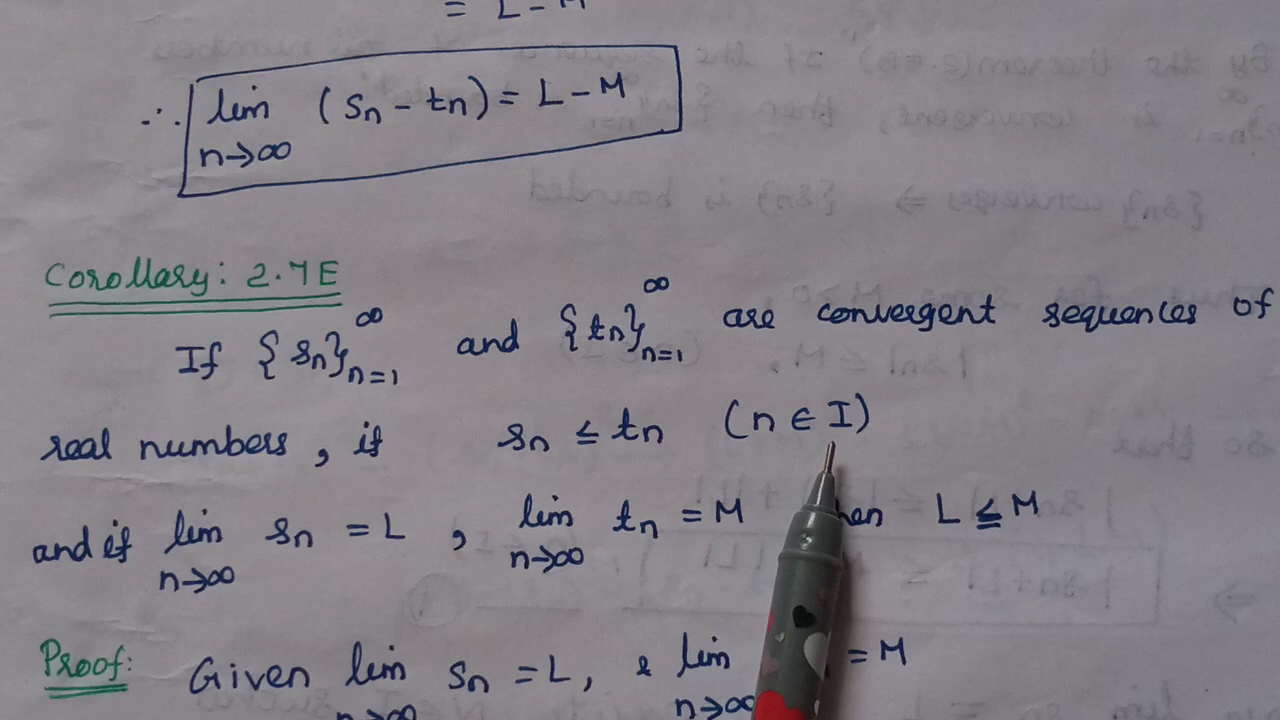 = L - M
∴ lim (sn - tn) = L - M
n→∞
Corollary: 2.7E
If {sn}∞n=1 and {tn}∞n=1 are convergent sequences of
real numbers, if sn ≤ tn (n ∈ I)
and if lim sn = L , lim tn = M hen L ≤ M
n→∞ n→∞
Proof: Given lim sn = L, & lim = M
n→∞ n→∞